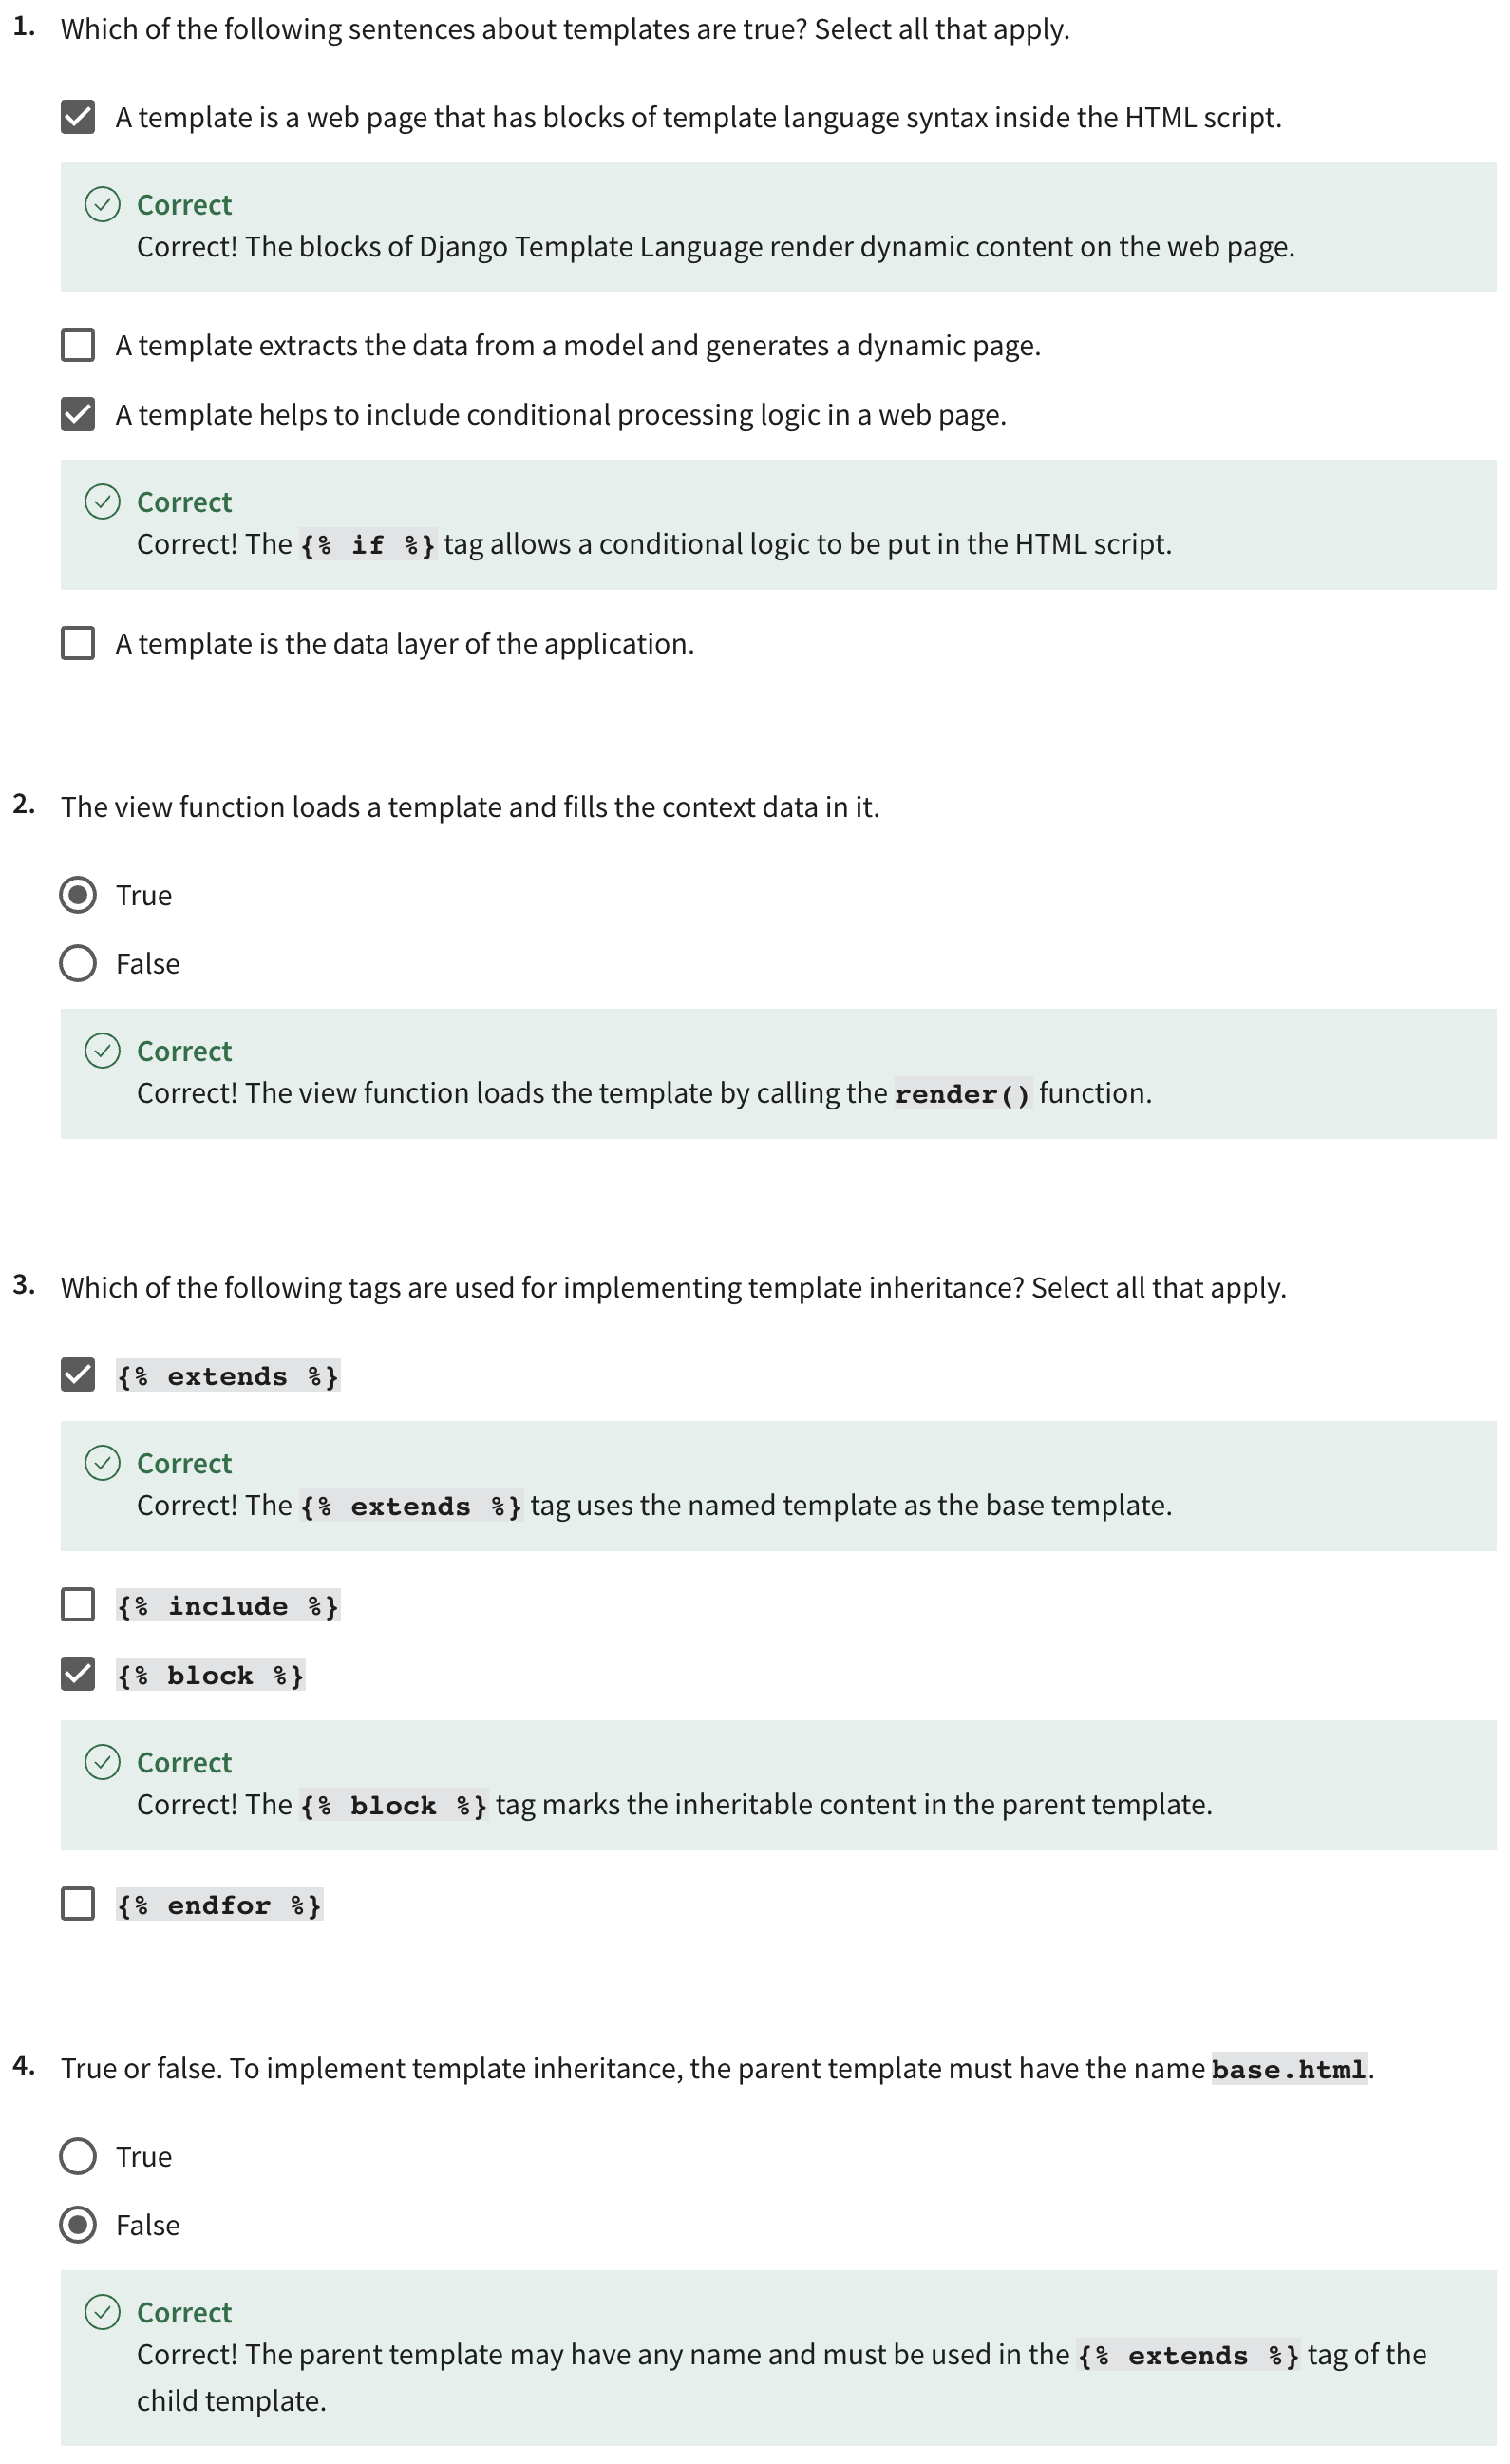 1. Which of the following sentences about templates are true? Select all that apply.
A template is a web page that has blocks of template language syntax inside the HTML script.
Correct
Correct! The blocks of Django Template Language render dynamic content on the web page.
A template extracts the data from a model and generates a dynamic page.
A template helps to include conditional processing logic in a web page.
Correct
Correct! The {% if %} tag allows a conditional logic to be put in the HTML script.
A template is the data layer of the application.
2. The view function loads a template and fills the context data in it.
True
False
Correct
Correct! The view function loads the template by calling the render() function.
3. Which of the following tags are used for implementing template inheritance? Select all that apply.
{% extends %}
Correct
Correct! The {% extends %} tag uses the named template as the base template.
{% include %}
{% block %}
Correct
Correct! The {% block %} tag marks the inheritable content in the parent template.
{% endfor %}
4. True or false. To implement template inheritance, the parent template must have the name base.html.
True
False
Correct
Correct! The parent template may have any name and must be used in the {% extends %} tag of the
child template.